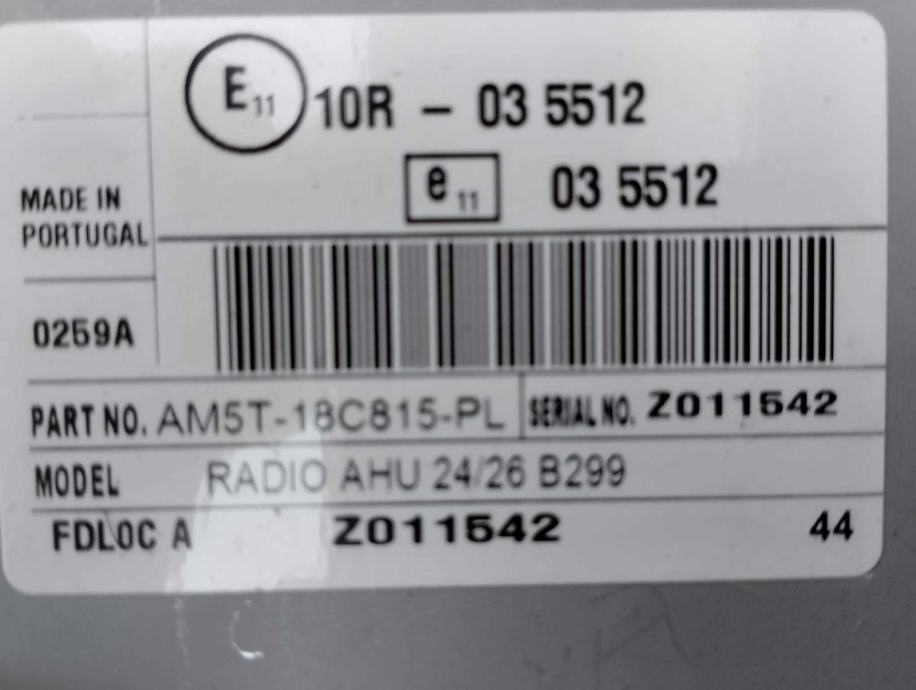 E11 10R - 03 5512
e11 03 5512
MADE IN
PORTUGAL
0259A
PART NO. AM5T-18C815-PL SERIAL NO. Z011542
MODEL RADIO AHU 24/26 B299
FDLOC A Z011542 44